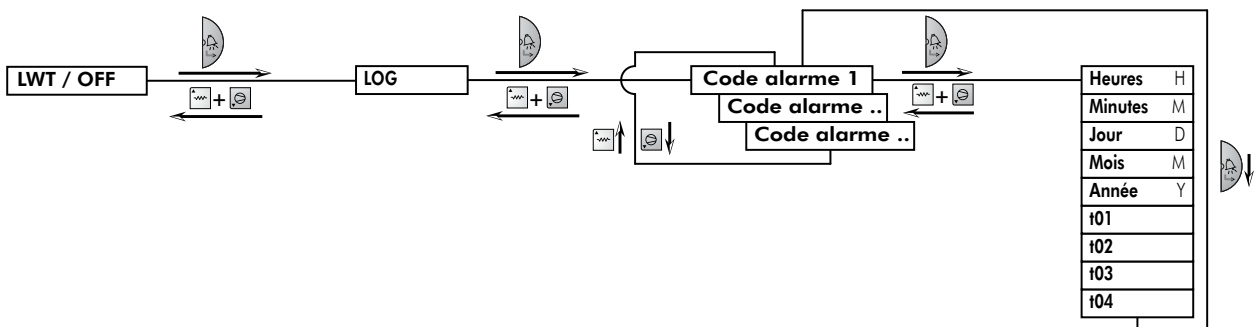 LWT / OFF
+
LOG
+
Code alarme 1
Code alarme ..
Code alarme ..
+
Heures H
Minutes M
Jour D
Mois M
Année Y
t01
t02
t03
t04